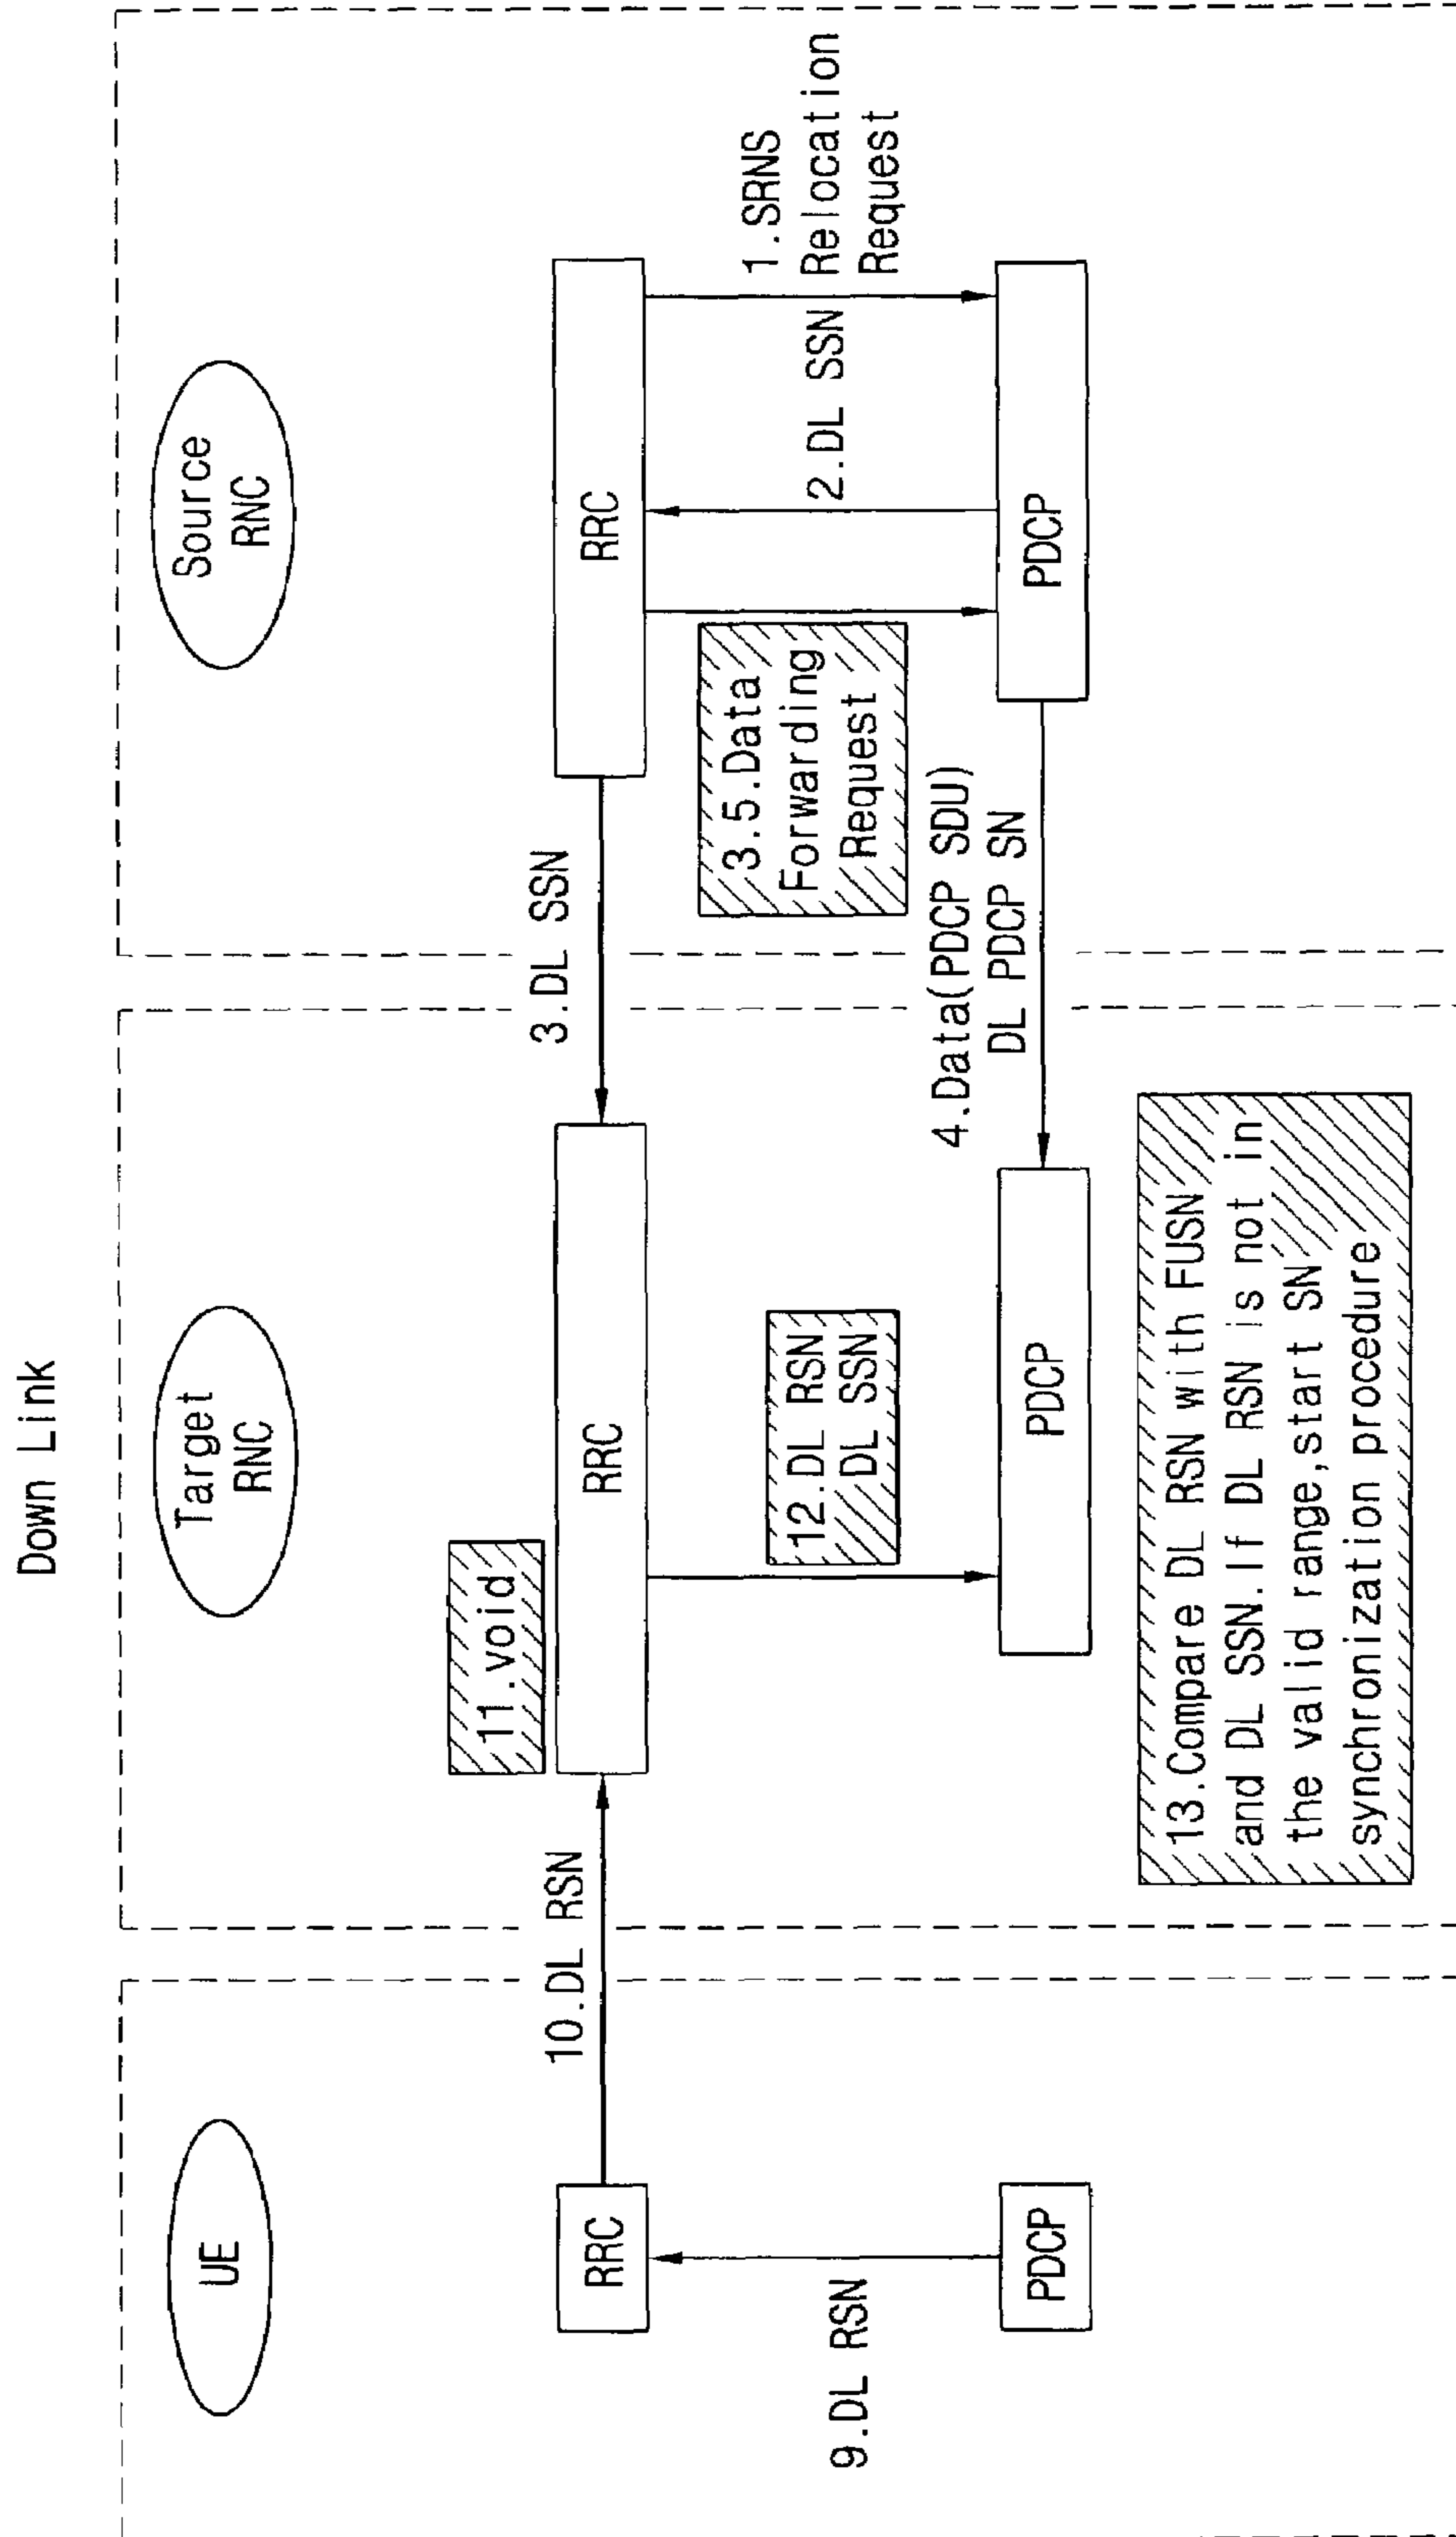 Down Link
UE
Target
RNC
Source
RNC
11.void
10.DL RSN
3.DL SSN
RRC
RRC
RRC
9.DL RSN
12.DL RSN
DL SSN
3.5.Data
Forwarding
Request
2.DL SSN
1.SRNS
Relocation
Request
4.Data(PDCP SDU)
DL PDCP SN
PDCP
PDCP
PDCP
13.Compare DL RSN with FUSN
and DL SSN.If DL RSN is not in
the valid range,start SN
synchronization procedure